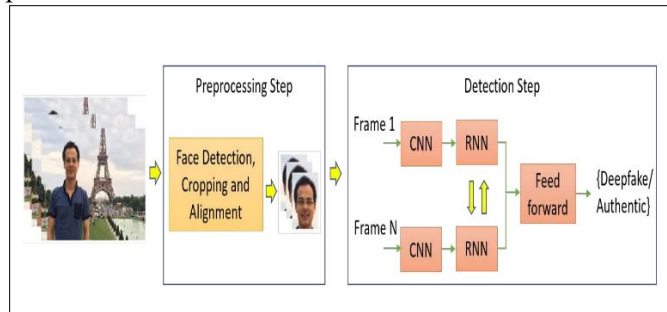 Preprocessing Step
Face Detection,
Cropping and
Alignment
Detection Step
Frame 1
CNN
RNN
Frame N
CNN
RNN
Feed
forward
{Deepfake/
Authentic}